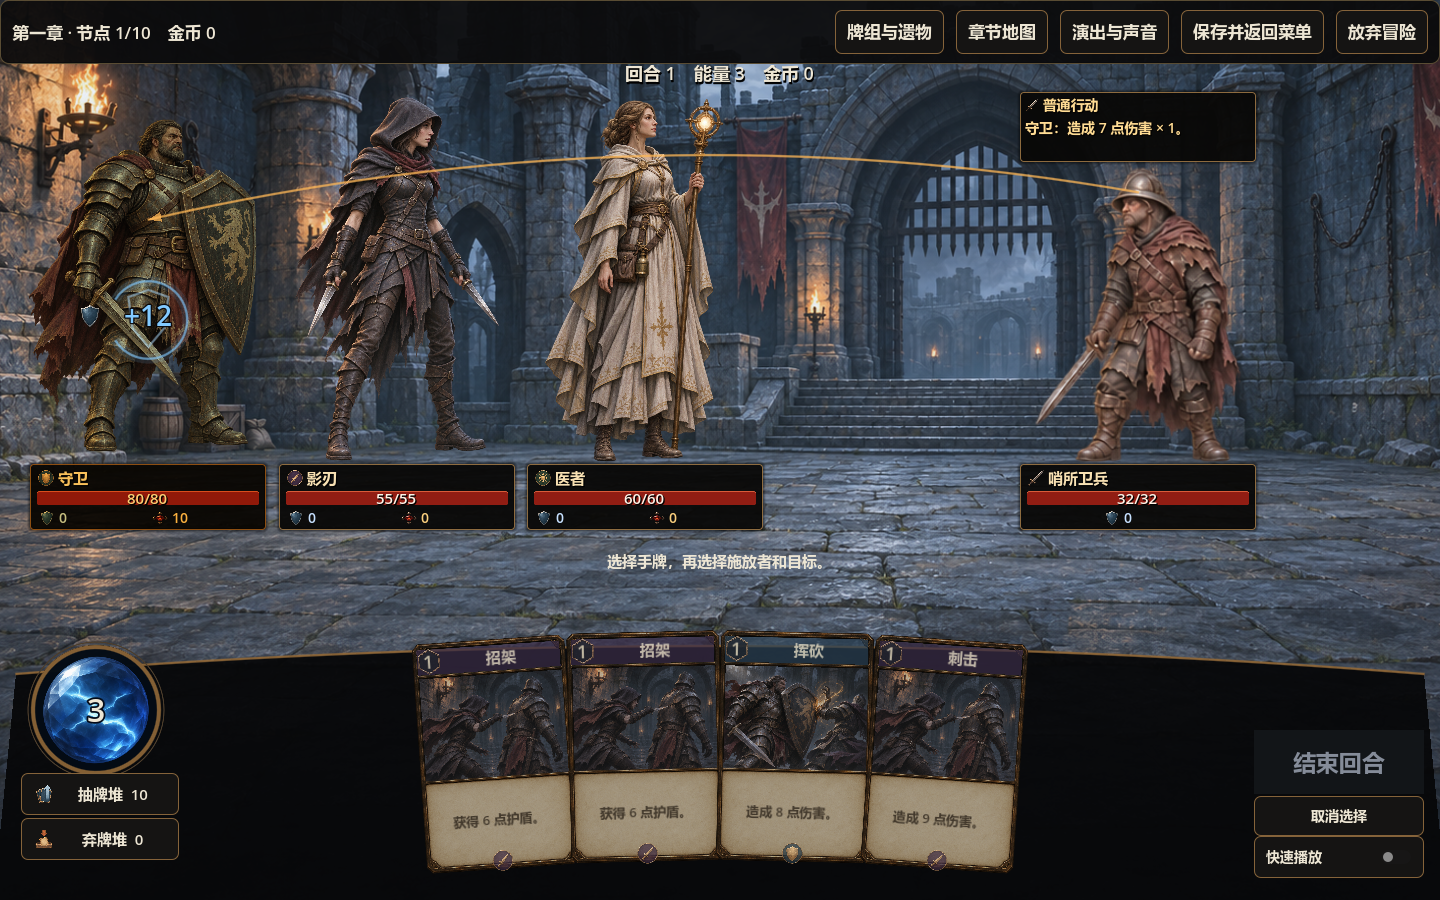 第一章 · 节点 1/10 金币 0
牌组与遗物
章节地图
演出与声音
保存并返回菜单
放弃冒险
回合 1 能量 3 金币 0
普通行动
守卫：造成 7 点伤害 × 1。
+12
守卫
80/80
0 10
影刃
55/55
0 0
医者
60/60
0 0
哨所卫兵
32/32
0
选择手牌，再选择施放者和目标。
1 招架
获得 6 点护盾。
1 招架
获得 6 点护盾。
1 挥砍
造成 8 点伤害。
1 刺击
造成 9 点伤害。
3
抽牌堆 10
弃牌堆 0
结束回合
取消选择
快速播放